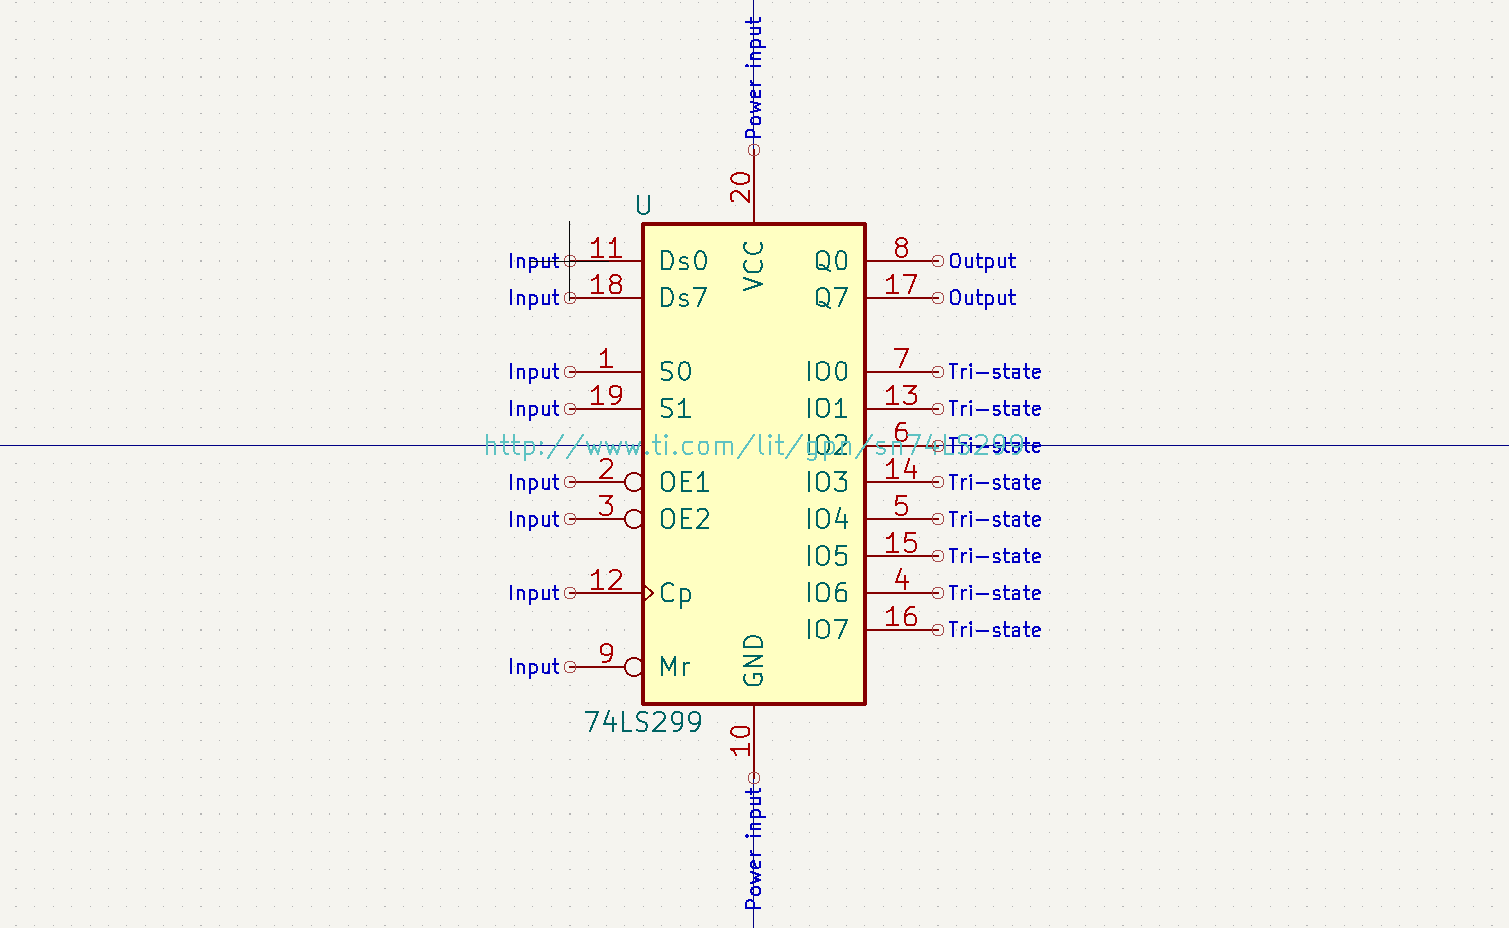 Power input
20
U
VCC
Input 11 Ds0 Q0 8 Output
Input 18 Ds7 Q7 17 Output
Input 1 S0 IO0 7 Tri-state
Input 19 S1 IO1 13 Tri-state
IO2 6 Tri-state
http://www.ti.com/lit/gpn/sn74LS299
Input 2 OE1 IO3 14 Tri-state
Input 3 OE2 IO4 5 Tri-state
IO5 15 Tri-state
Input 12 Cp IO6 4 Tri-state
IO7 16 Tri-state
Input 9 Mr
GND
74LS299
10
Power input